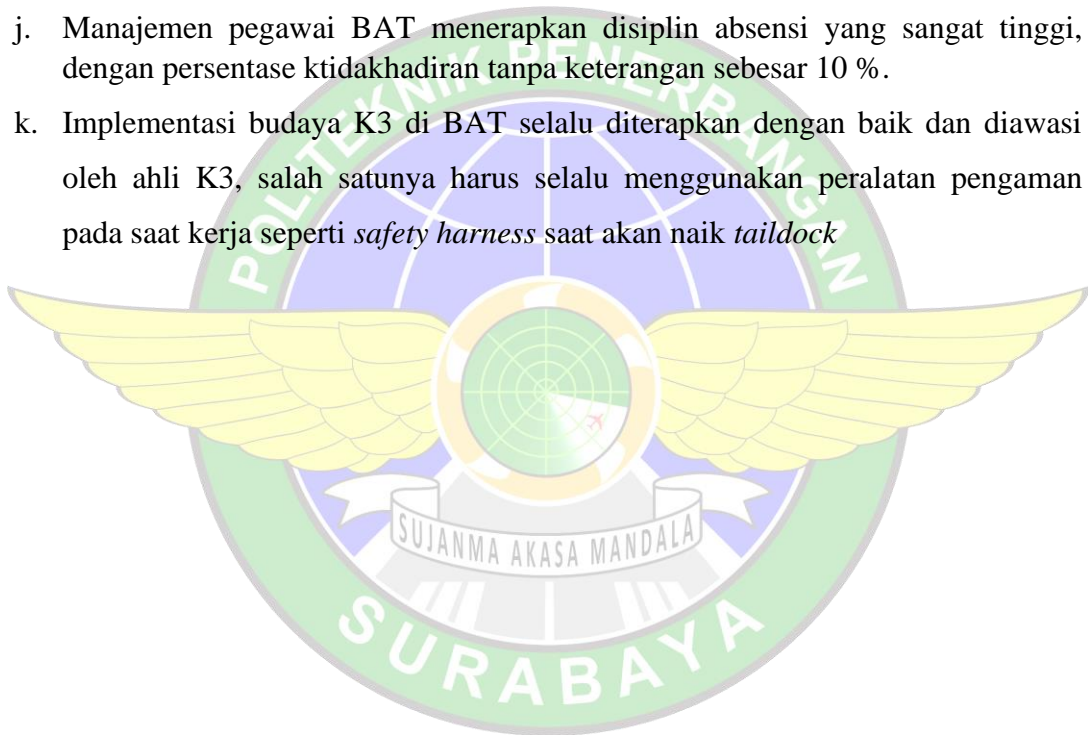 j. Manajemen pegawai BAT menerapkan disiplin absensi yang sangat tinggi,
dengan persentase ktidakhadiran tanpa keterangan sebesar 10 %.
k. Implementasi budaya K3 di BAT selalu diterapkan dengan baik dan diawasi
oleh ahli K3, salah satunya harus selalu menggunakan peralatan pengaman
pada saat kerja seperti safety harness saat akan naik taildock
POLITEKNIK PENERBANGAN
SUJANMA AKASA MANDALA
SURABAYA